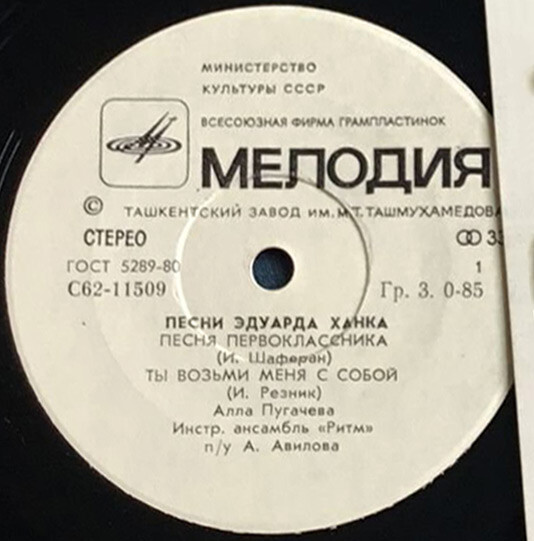 МИНИСТЕРСТВО
КУЛЬТУРЫ СССР
ВСЕСОЮЗНАЯ ФИРМА ГРАМПЛАСТИНОК
МЕЛОДИЯ
© ТАШКЕНТСКИЙ ЗАВОД ИМ. М.Т. ТАШМУХАМЕДОВА
СТЕРЕО 33
ГОСТ 5289-80 1
С62-11509 Гр. 3. 0-85
ПЕСНИ ЭДУАРДА ХАНКА
ПЕСНЯ ПЕРВОКЛАССНИКА
(И. Шаферан)
ТЫ ВОЗЬМИ МЕНЯ С СОБОЙ
(И. Резник)
Алла Пугачева
Инстр. ансамбль «Ритм»
п/у А. Авилова